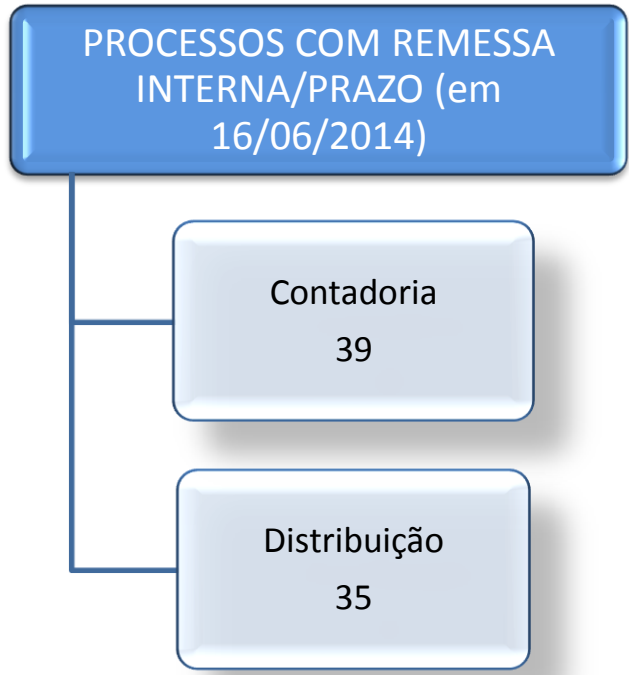 PROCESSOS COM REMESSA
INTERNA/PRAZO (em
16/06/2014)
Contadoria
39
Distribuição
35